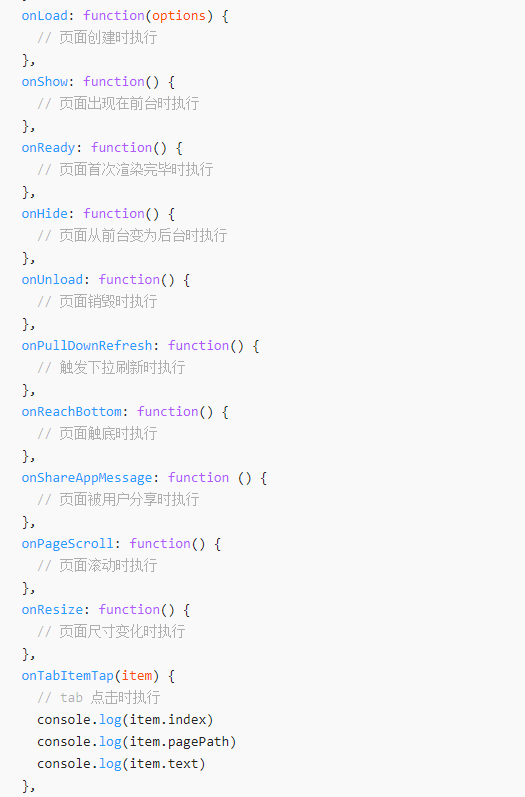 onLoad: function(options) {
// 页面创建时执行
},
onShow: function() {
// 页面出现在前台时执行
},
onReady: function() {
// 页面首次渲染完毕时执行
},
onHide: function() {
// 页面从前台变为后台时执行
},
onUnload: function() {
// 页面销毁时执行
},
onPullDownRefresh: function() {
// 触发下拉刷新时执行
},
onReachBottom: function() {
// 页面触底时执行
},
onShareAppMessage: function () {
// 页面被用户分享时执行
},
onPageScroll: function() {
// 页面滚动时执行
},
onResize: function() {
// 页面尺寸变化时执行
},
onTabItemTap(item) {
// tab 点击时执行
console.log(item.index)
console.log(item.pagePath)
console.log(item.text)
},